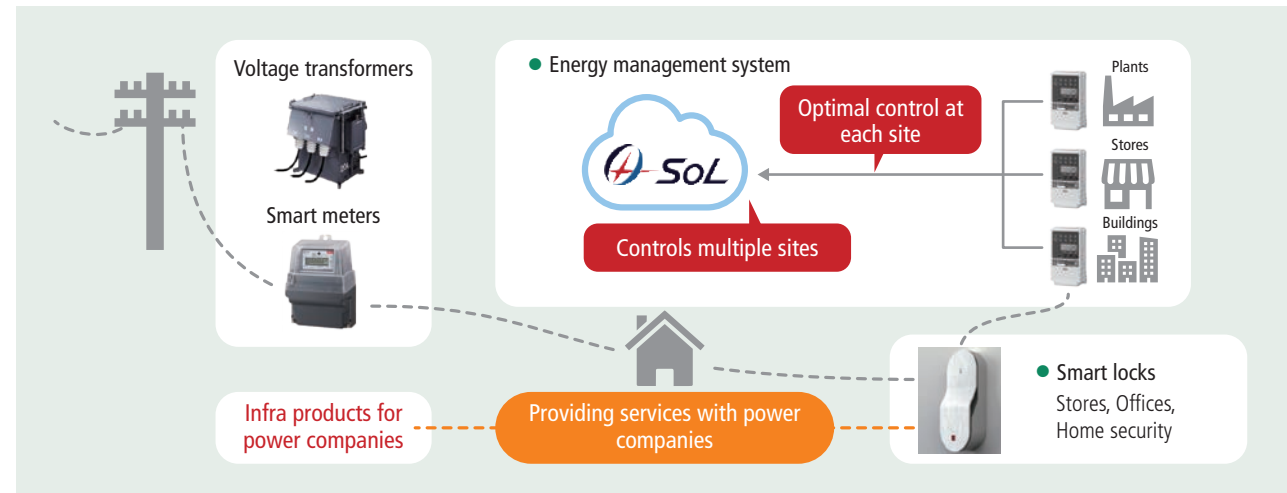 Voltage transformers
Smart meters
Energy management system
A-SoL
Optimal control at
each site
Controls multiple sites
Plants
Stores
Buildings
Infra products for
power companies
Providing services with power
companies
Smart locks
Stores, Offices,
Home security